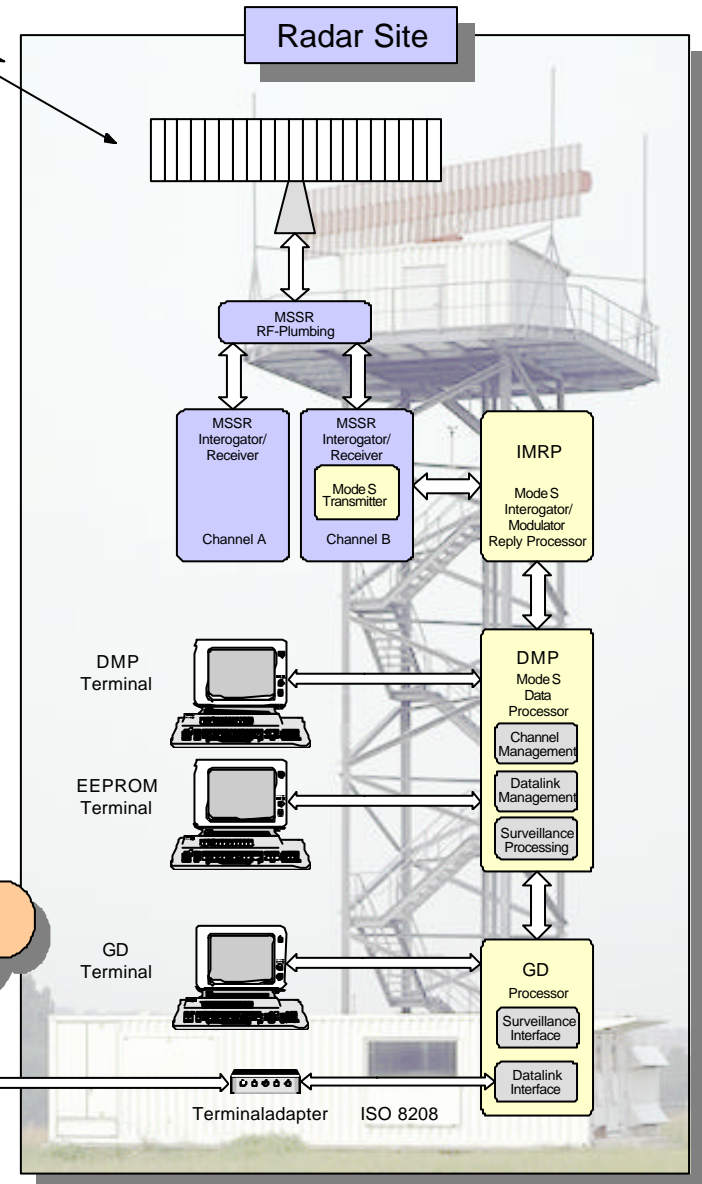 Radar Site
MSSR
RF-Plumbing
MSSR
Interogator/
Receiver
Channel A
MSSR
Interogator/
Receiver
Mode S
Transmitter
Channel B
IMRP
Mode S
Interogator/
Modulator
Reply Processor
DMP
Terminal
DMP
Mode S
Data
Processor
Channel
Management
Datalink
Management
Surveillance
Processing
EEPROM
Terminal
GD
Terminal
GD
Processor
Surveillance
Interface
Datalink
Interface
Terminaladapter
ISO 8208